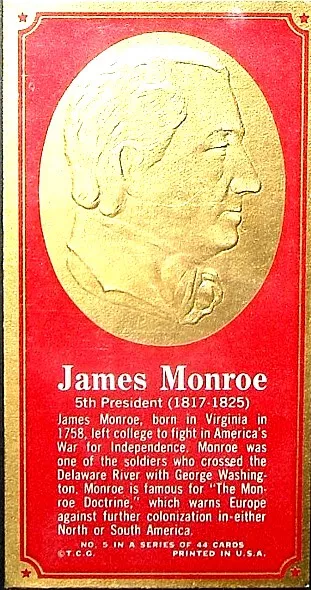 James Monroe
5th President (1817-1825)
James Monroe, born in Virginia in
1758, left college to fight in America's
War for Independence. Monroe was
one of the soldiers who crossed the
Delaware River with George Washing-
ton. Monroe is famous for "The Mon-
roe Doctrine," which warns Europe
against further colonization in either
North or South America.
NO. 5 IN A SERIES OF 44 CARDS
©T.C.G. PRINTED IN U.S.A.